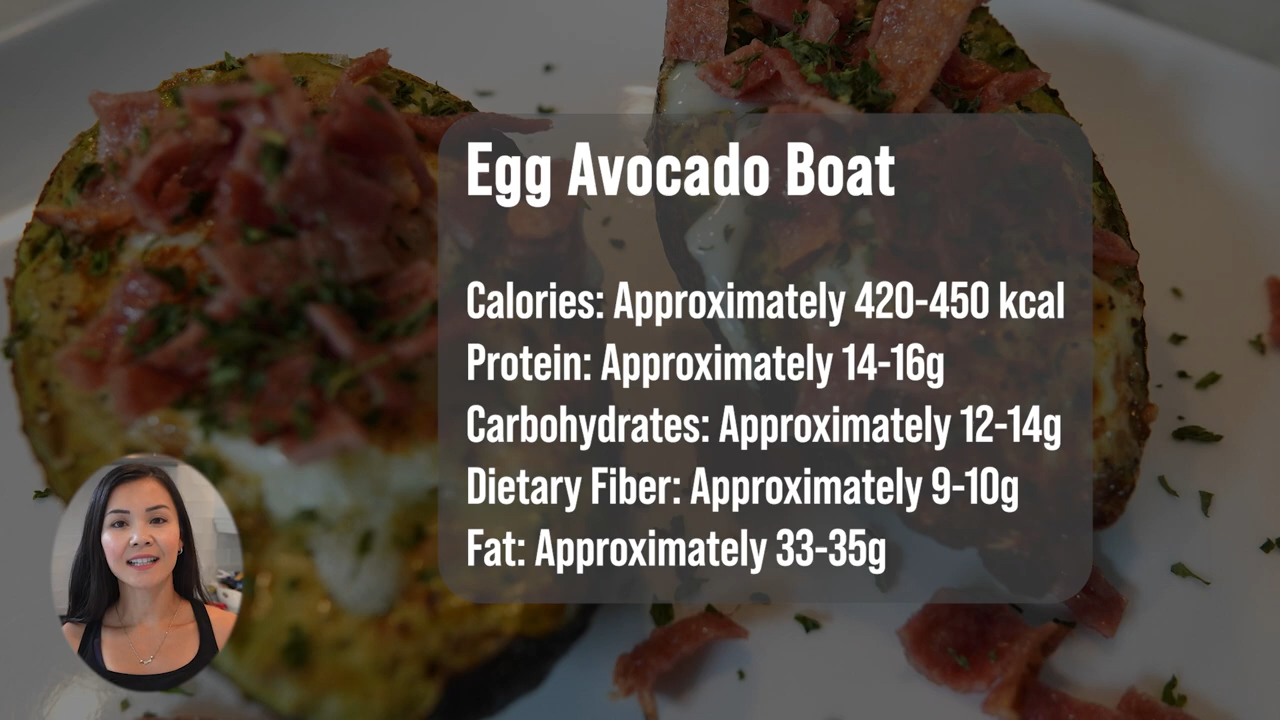 Egg Avocado Boat
Calories: Approximately 420-450 kcal
Protein: Approximately 14-16g
Carbohydrates: Approximately 12-14g
Dietary Fiber: Approximately 9-10g
Fat: Approximately 33-35g